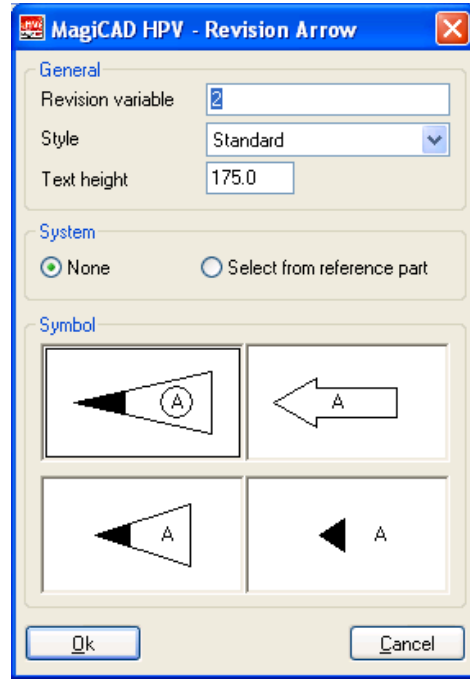 MagiCAD HPV - Revision Arrow
General
Revision variable 2
Style Standard
Text height 175.0
System
None Select from reference part
Symbol
A A
A A
Ok Cancel